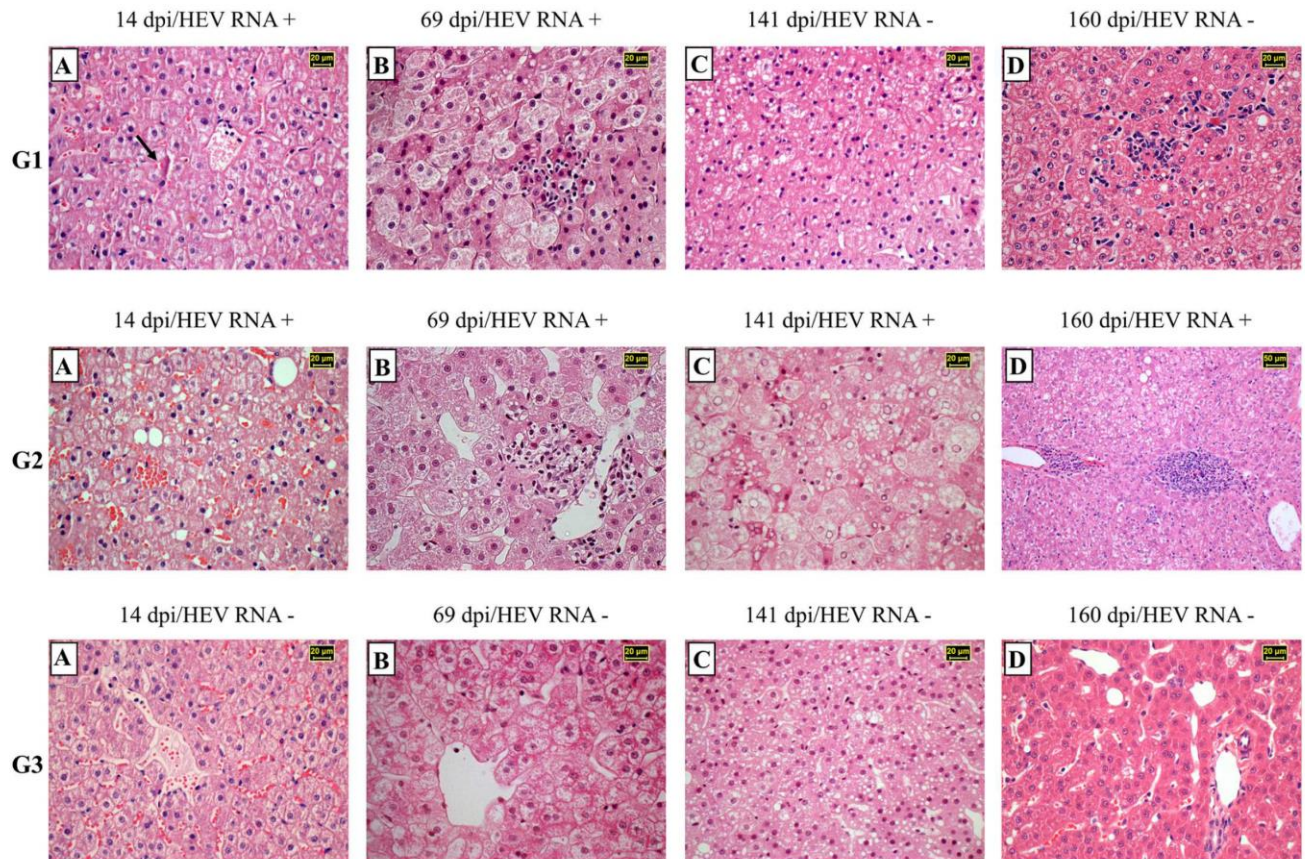 14 dpi/HEV RNA + 69 dpi/HEV RNA + 141 dpi/HEV RNA - 160 dpi/HEV RNA -
A 20 µm B 20 µm C 20 µm D 20 µm
G1
14 dpi/HEV RNA + 69 dpi/HEV RNA + 141 dpi/HEV RNA + 160 dpi/HEV RNA +
A 20 µm B 20 µm C 20 µm D 50 µm
G2
14 dpi/HEV RNA - 69 dpi/HEV RNA - 141 dpi/HEV RNA - 160 dpi/HEV RNA -
A 20 µm B 20 µm C 20 µm D 20 µm
G3